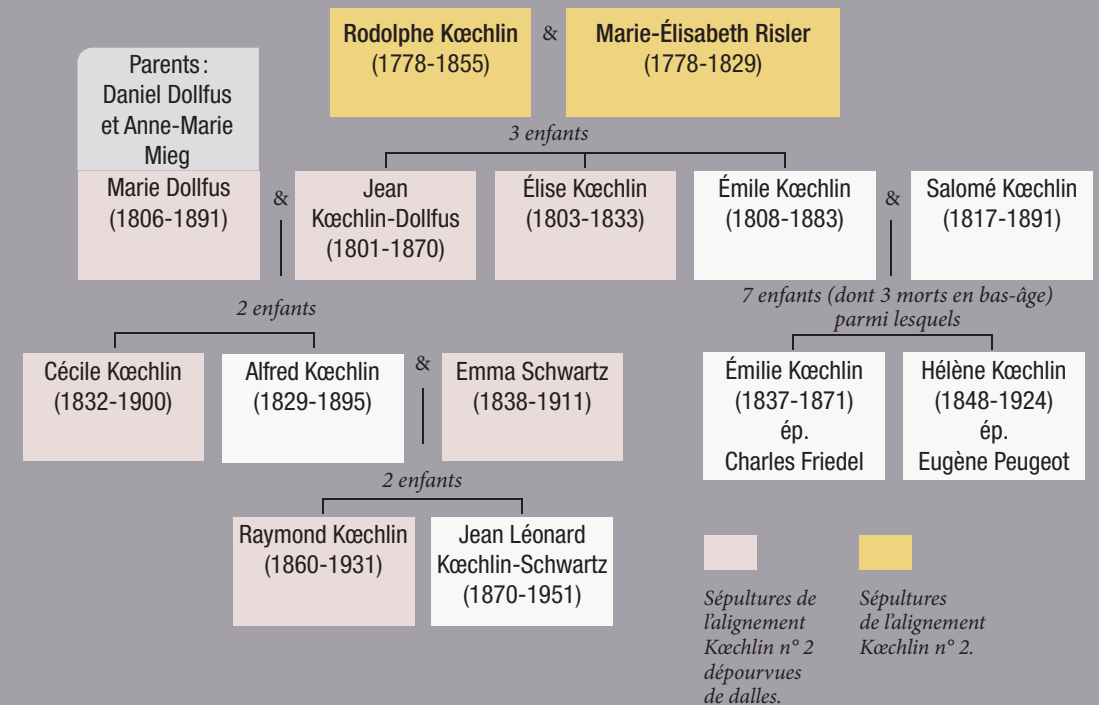 Rodolphe Kœchlin
(1778-1855)
&
Marie-Élisabeth Risler
(1778-1829)
Parents :
Daniel Dollfus
et Anne-Marie
Mieg
3 enfants
Marie Dollfus
(1806-1891)
&
Jean
Kœchlin-Dollfus
(1801-1870)
Élise Kœchlin
(1803-1833)
Émile Kœchlin
(1808-1883)
&
Salomé Kœchlin
(1817-1891)
2 enfants
7 enfants (dont 3 morts en bas-âge)
parmi lesquels
Cécile Kœchlin
(1832-1900)
Alfred Kœchlin
(1829-1895)
&
Emma Schwartz
(1838-1911)
Émilie Kœchlin
(1837-1871)
ép.
Charles Friedel
Hélène Kœchlin
(1848-1924)
ép.
Eugène Peugeot
2 enfants
Raymond Kœchlin
(1860-1931)
Jean Léonard
Kœchlin-Schwartz
(1870-1951)
Sépultures de
l'alignement
Kœchlin n° 2
dépourvues
de dalles.
Sépultures
de l'alignement
Kœchlin n° 2.